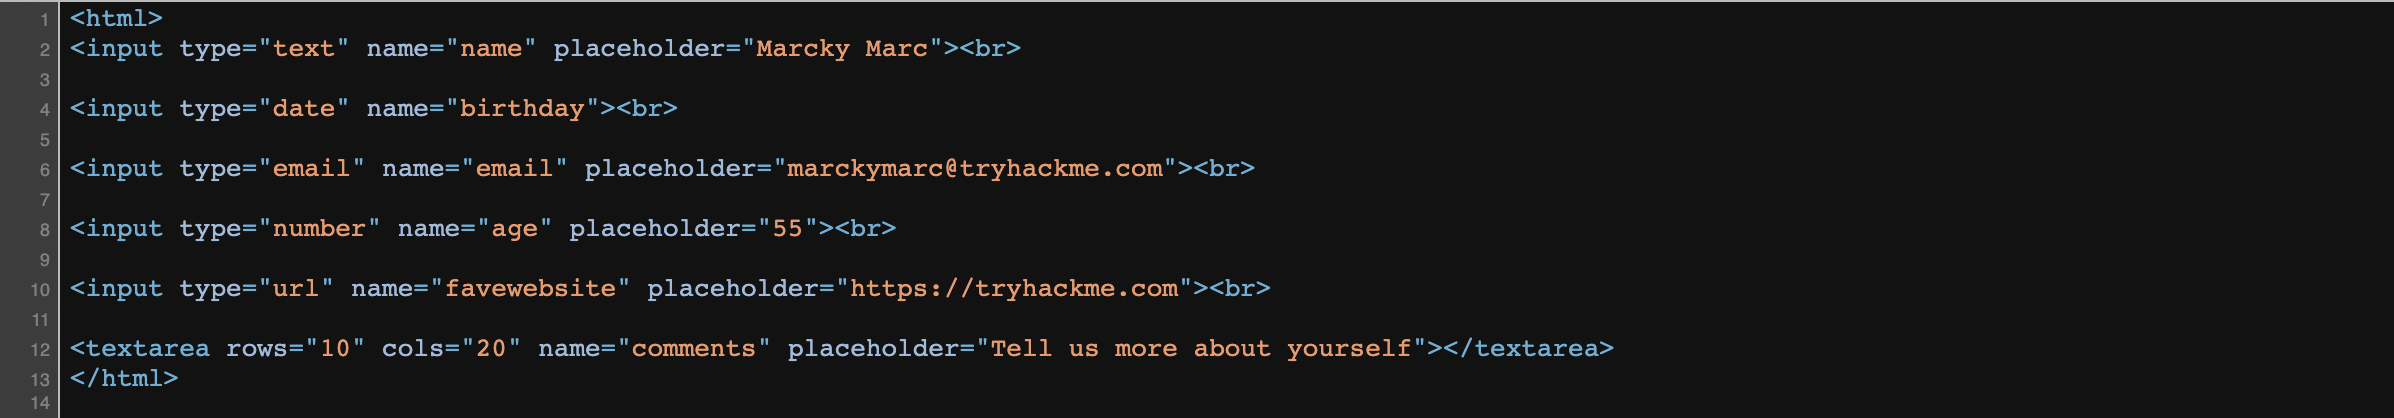 1 <html>
2 <input type="text" name="name" placeholder="Marcky Marc"><br>
3
4 <input type="date" name="birthday"><br>
5
6 <input type="email" name="email" placeholder="marckymarc@tryhackme.com"><br>
7
8 <input type="number" name="age" placeholder="55"><br>
9
10 <input type="url" name="favewebsite" placeholder="https://tryhackme.com"><br>
11
12 <textarea rows="10" cols="20" name="comments" placeholder="Tell us more about yourself"></textarea>
13 </html>
14